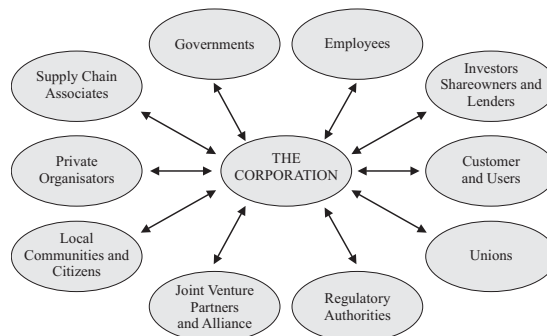 Governments
Employees
Supply Chain
Associates
Investors
Shareowners and
Lenders
Private
Organisators
THE
CORPORATION
Customer
and Users
Local
Communities and
Citizens
Unions
Joint Venture
Partners
and Alliance
Regulatory
Authorities